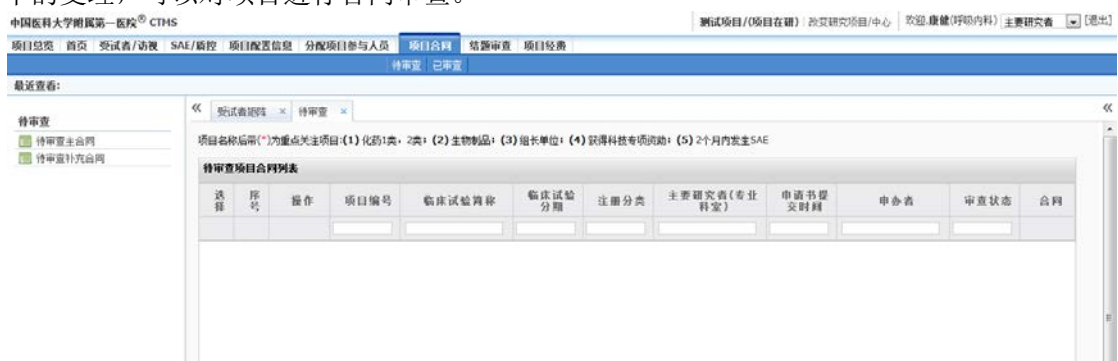 中国医科大学附属第一医院® CTMS 测试项目/(项目在研) 改变研究项目/中心 欢迎.康健(呼吸内科) 主要研究者 [退出]
项目总览 首页 受试者/访视 SAE/质控 项目配置信息 分配项目参与人员 项目合同 结题审查 项目经费
待审查 已审查
最近查看:
待审查
待审查主合同
待审查补充合同
« 受试者矩阵 × 待审查 × «
项目名称后带(*)为重点关注项目:(1) 化药1类，2类; (2) 生物制品; (3) 组长单位; (4) 获得科技专项资助; (5) 2个月内发生SAE
待审查项目合同列表
选择 序号 操作 项目编号 临床试验简称 临床试验分期 注册分类 主要研究者(专业科室) 申请书提交时间 申办者 审查状态 合同